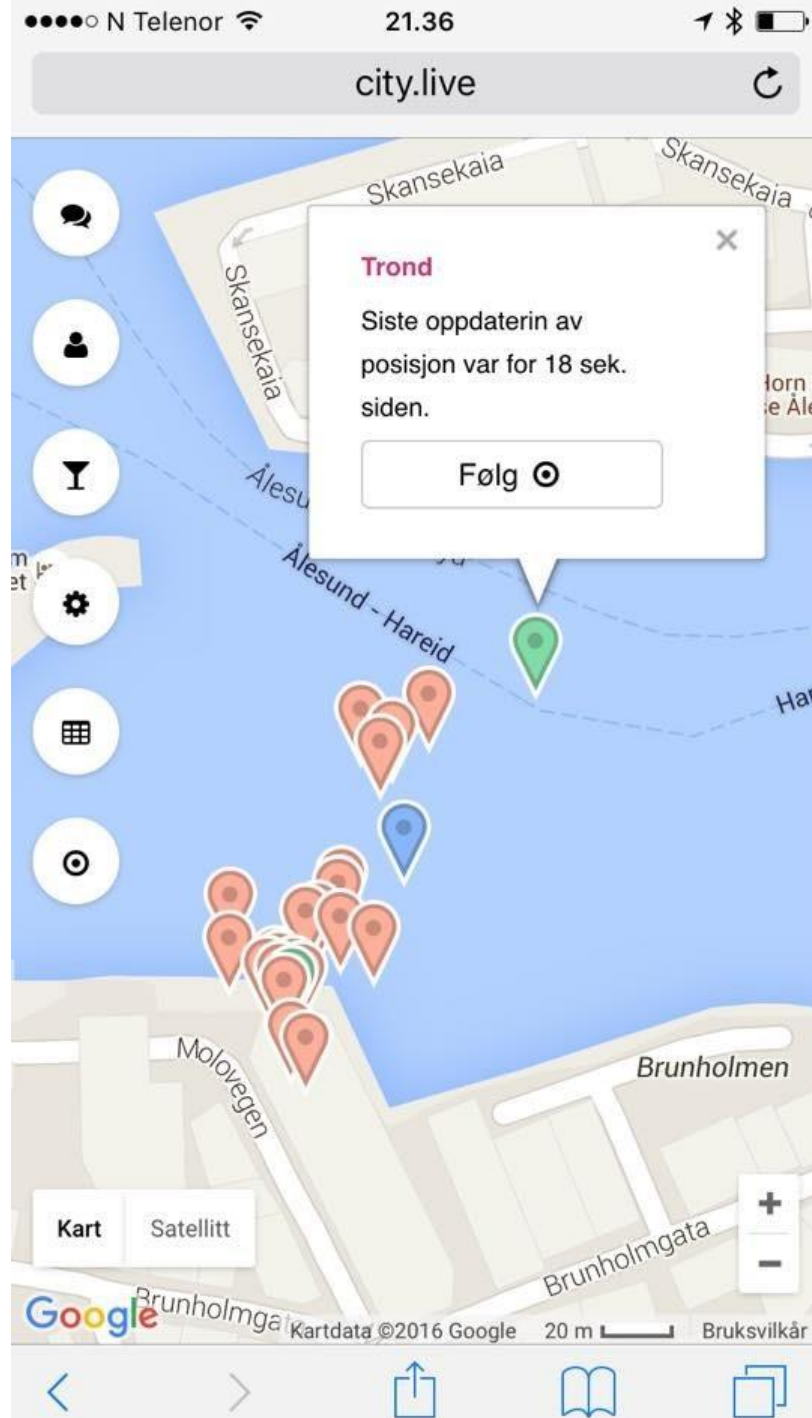 N Telenor
21.36
city.live
Skansekaia
Skansekaia
Skansekaia
Trond
Siste oppdaterin av
posisjon var for 18 sek.
siden.
Følg
Ålesund - Hareid
Molovegen
Brunholmen
Kart
Satellitt
Brunholmgata
Brunholmgata
Google
Kartdata ©2016 Google
20 m
Bruksvilkår